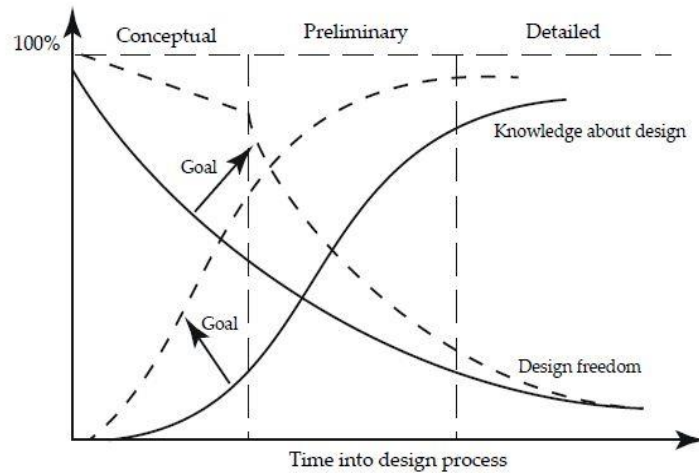 Conceptual
Preliminary
Detailed
100%
Knowledge about design
Goal
Goal
Design freedom
Time into design process